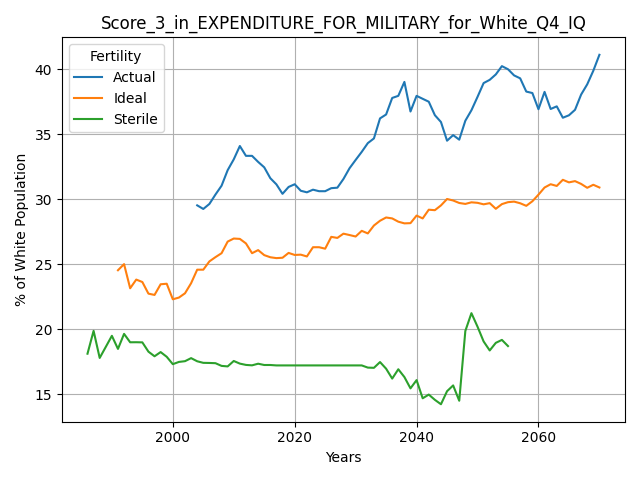 Score_3_in_EXPENDITURE_FOR_MILITARY_for_White_Q4_IQ
Fertility
Actual
Ideal
Sterile
% of White Population
40
35
30
25
20
15
2000
2020
2040
2060
Years